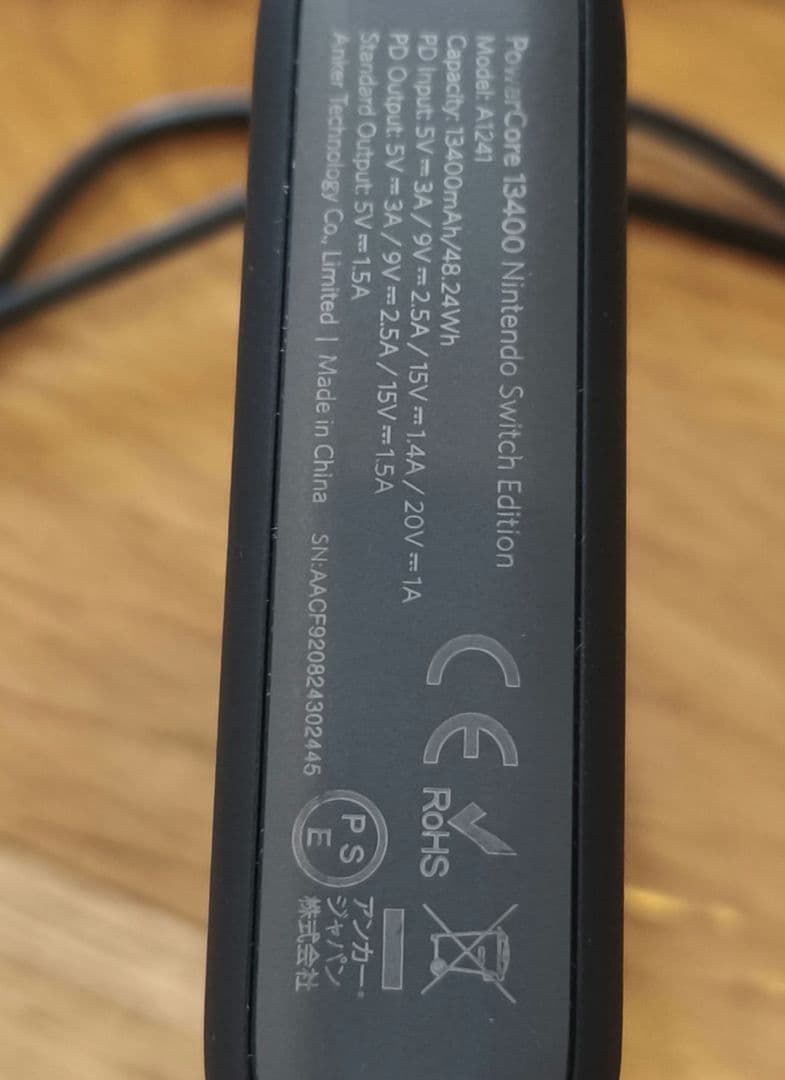 PowerCore 13400 Nintendo Switch Edition
Model: A1241
Capacity: 13400mAh/48.24Wh
PD Input: 5V⎓3A/9V⎓2.5A/15V⎓1.4A/20V⎓1A
PD Output: 5V⎓3A/9V⎓2.5A/15V⎓1.5A
Standard Output: 5V⎓1.5A
Anker Technology Co., Limited | Made in China SN:AACF920824302445
CE
RoHS
PS
E
アンカー・
ジャパン
株式会社